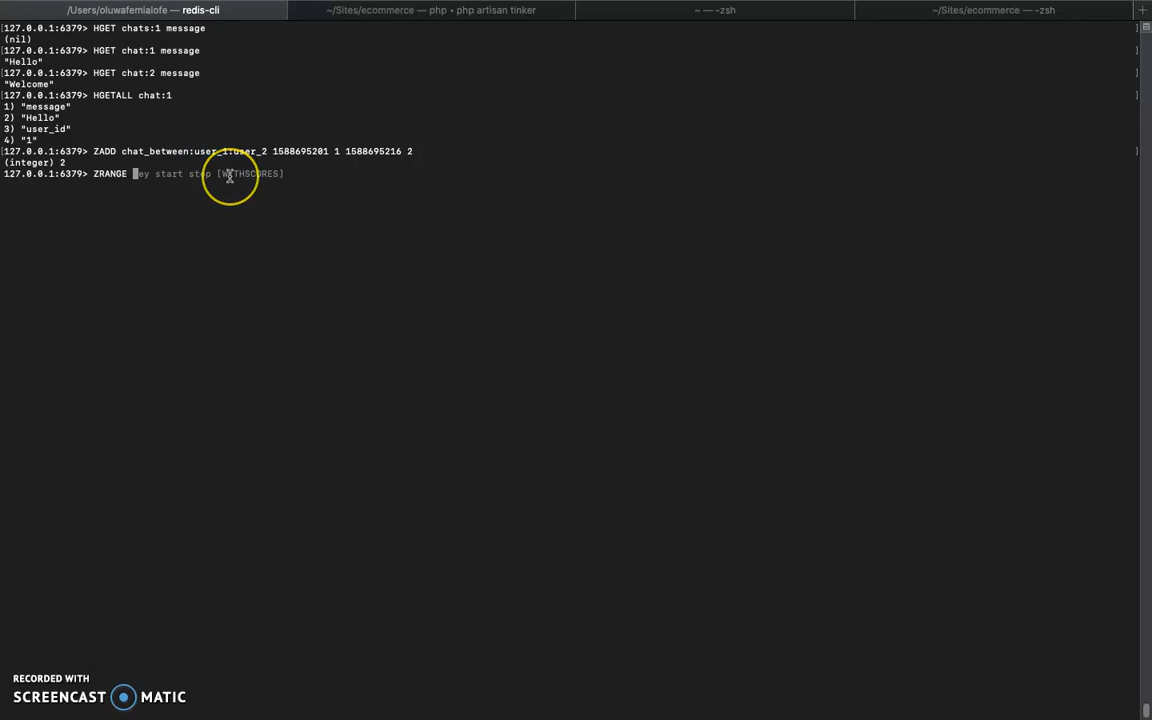 /Users/oluwafemialofe — redis-cli
~/Sites/ecommerce — php • php artisan tinker
~ — -zsh
~/Sites/ecommerce — -zsh
[127.0.0.1:6379> HGET chats:1 message
(nil)
[127.0.0.1:6379> HGET chat:1 message
"Hello"
[127.0.0.1:6379> HGET chat:2 message
"Welcome"
[127.0.0.1:6379> HGETALL chat:1
1) "message"
2) "Hello"
3) "user_id"
4) "1"
[127.0.0.1:6379> ZADD chat_between:user_1:user_2 1588695201 1 1588695216 2
(integer) 2
127.0.0.1:6379> ZRANGE key start stop [WITHSCORES]
RECORDED WITH
SCREENCAST MATIC